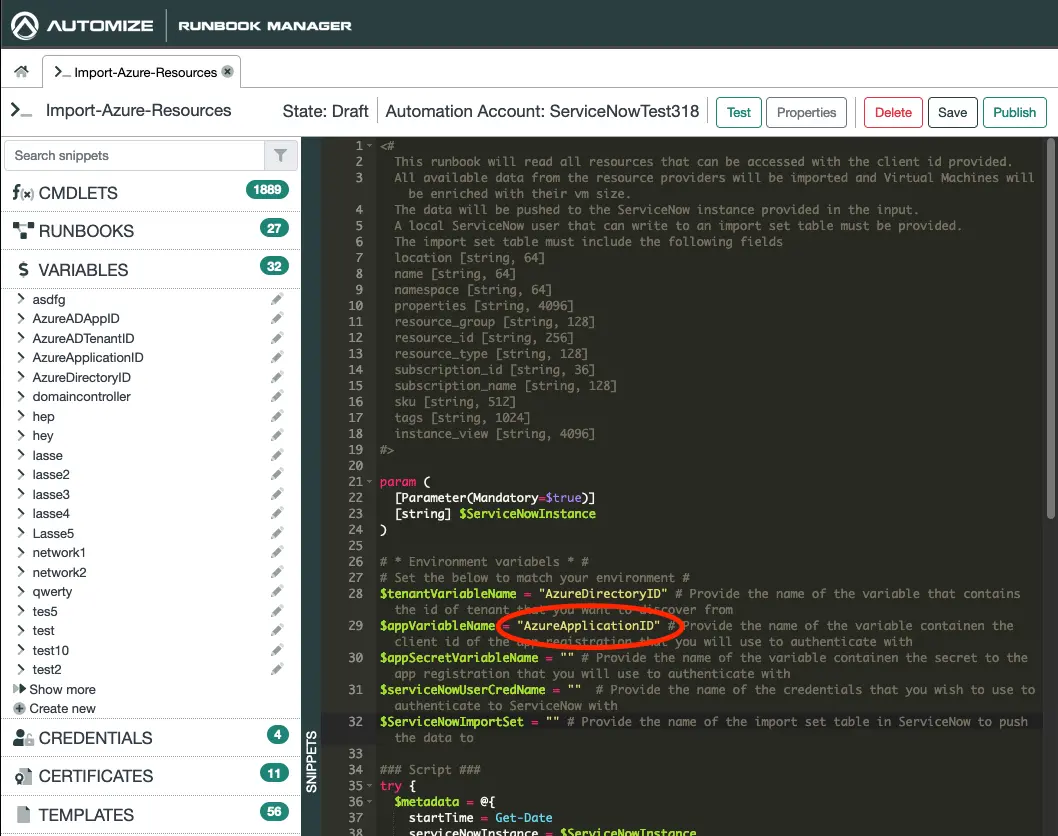 AUTOMIZE RUNBOOK MANAGER
Import-Azure-Resources
Import-Azure-Resources State: Draft Automation Account: ServiceNowTest318 Test Properties Delete Save Publish
Search snippets
CMDLETS 1889
RUNBOOKS 27
VARIABLES 32
asdfg
AzureADAppID
AzureADTenantID
AzureApplicationID
AzureDirectoryID
domaincontroller
hep
hey
lasse
lasse2
lasse3
lasse4
Lasse5
network1
network2
qwerty
tes5
test
test10
test2
Show more
Create new
CREDENTIALS 4
CERTIFICATES 11
TEMPLATES 56
SNIPPETS
1 <#
2 This runbook will read all resources that can be accessed with the client id provided.
3 All available data from the resource providers will be imported and Virtual Machines will
be enriched with their vm size.
4 The data will be pushed to the ServiceNow instance provided in the input.
5 A local ServiceNow user that can write to an import set table must be provided.
6 The import set table must include the following fields
7 location [string, 64]
8 name [string, 64]
9 namespace [string, 64]
10 properties [string, 4096]
11 resource_group [string, 128]
12 resource_id [string, 256]
13 resource_type [string, 128]
14 subscription_id [string, 36]
15 subscription_name [string, 128]
16 sku [string, 512]
17 tags [string, 1024]
18 instance_view [string, 4096]
19 #>
20
21 param (
22 [Parameter(Mandatory=$true)]
23 [string] $ServiceNowInstance
24 )
25
26 # * Environment variabels * #
27 # Set the below to match your environment #
28 $tenantVariableName = "AzureDirectoryID" # Provide the name of the variable that contains
the id of tenant that you want to discover from
29 $appVariableName = "AzureApplicationID" # Provide the name of the variable containen the
client id of the app registration that you will use to authenticate with
30 $appSecretVariableName = "" # Provide the name of the variable containen the secret to the
app registration that you will use to authenticate with
31 $serviceNowUserCredName = "" # Provide the name of the credentials that you wish to use to
authenticate to ServiceNow with
32 $ServiceNowImportSet = "" # Provide the name of the import set table in ServiceNow to push
the data to
33
34 ### Script ###
35 try {
36 $metadata = @{
37 startTime = Get-Date
38 serviceNowInstance = $ServiceNowInstance